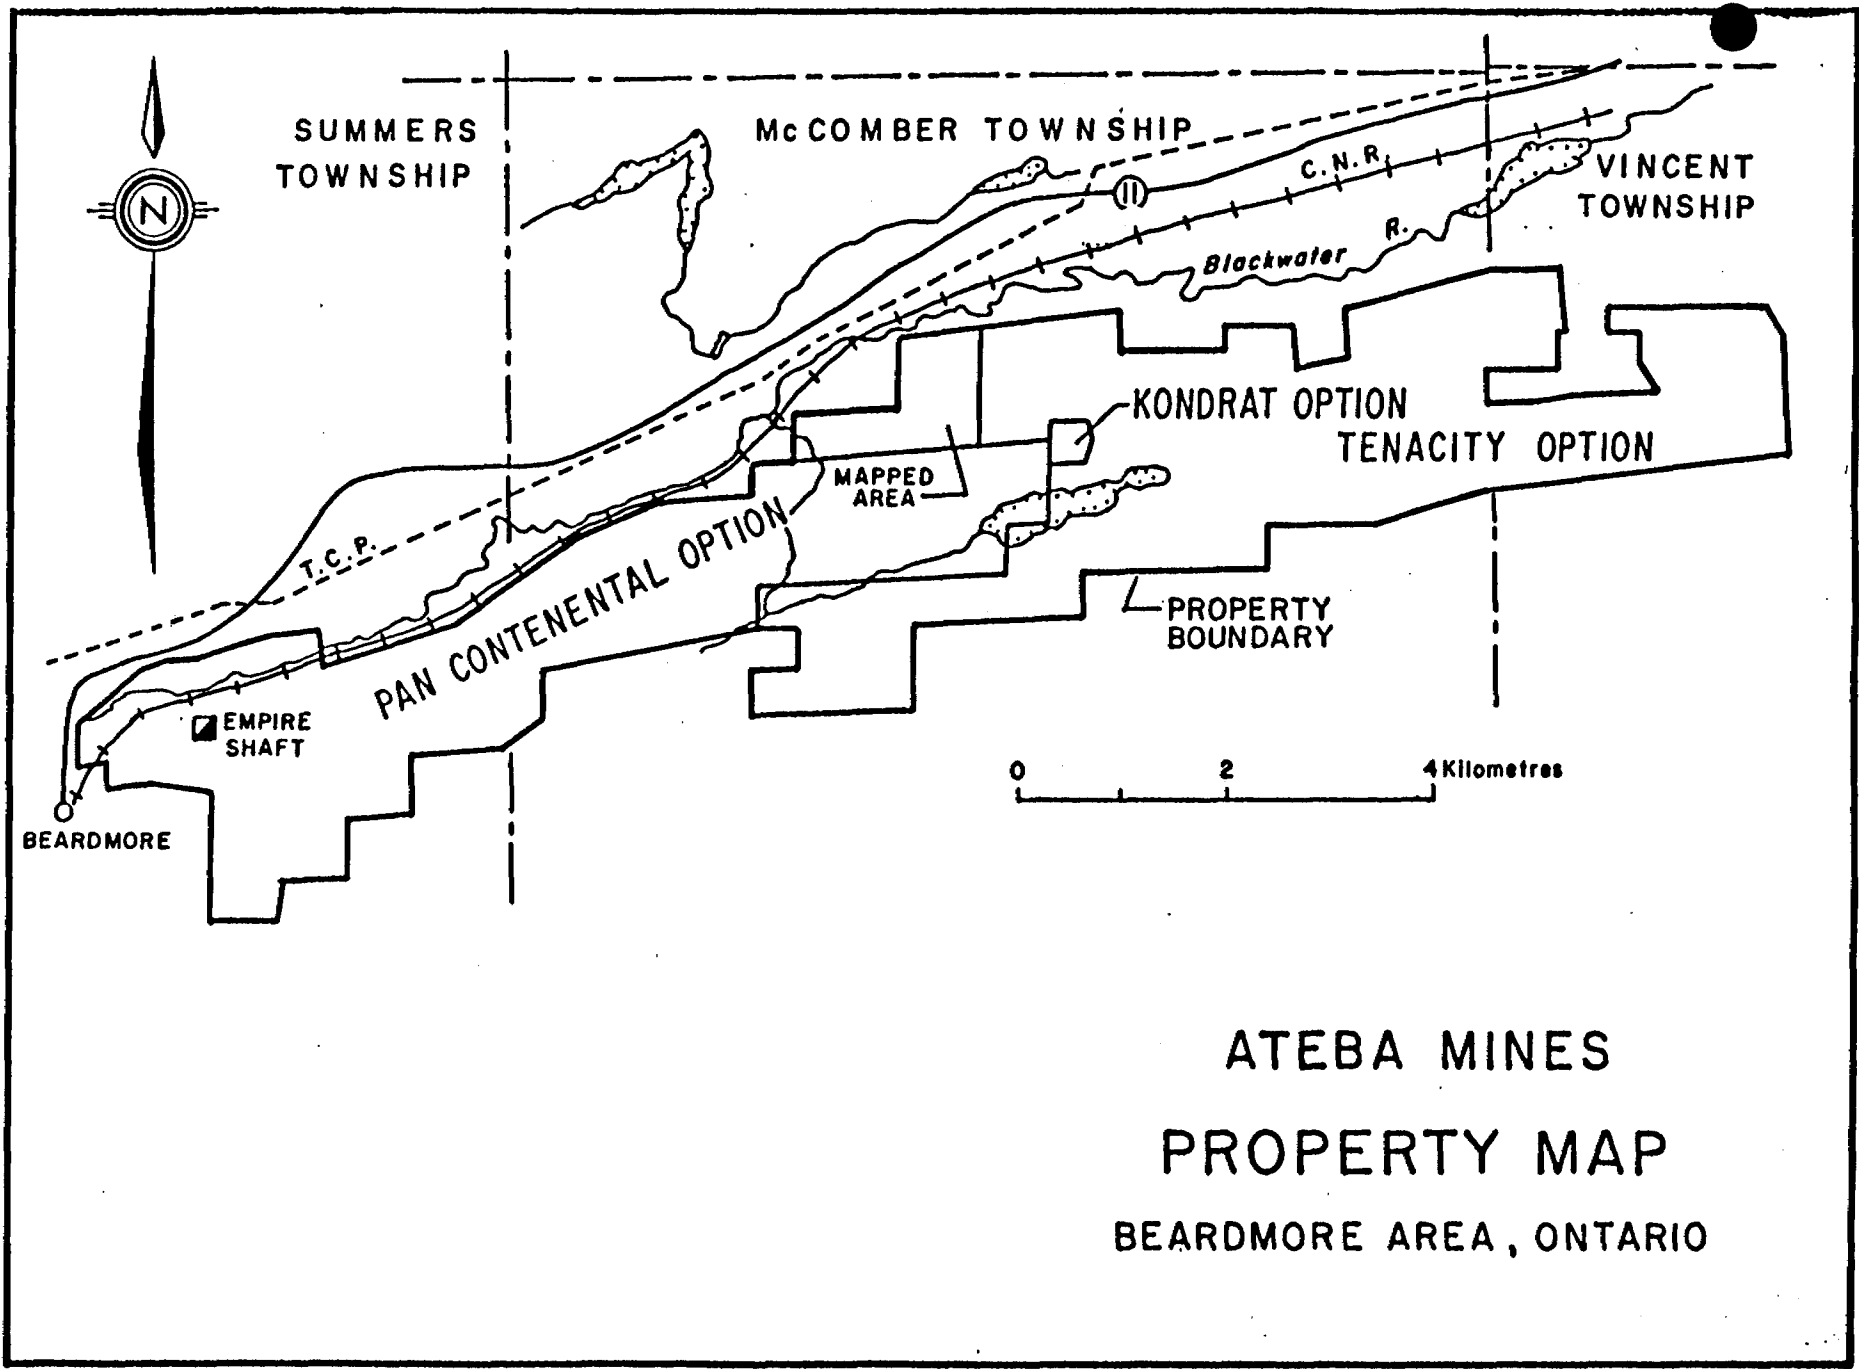 SUMMERS
TOWNSHIP
McCOMBER TOWNSHIP
VINCENT
TOWNSHIP
N
C.N.R.
11
Blackwater R.
KONDRAT OPTION
TENACITY OPTION
MAPPED
AREA
T.C.P.
PAN CONTENENTAL OPTION
PROPERTY
BOUNDARY
EMPIRE
SHAFT
BEARDMORE
0 2 4 Kilometres
ATEBA MINES
PROPERTY MAP
BEARDMORE AREA, ONTARIO